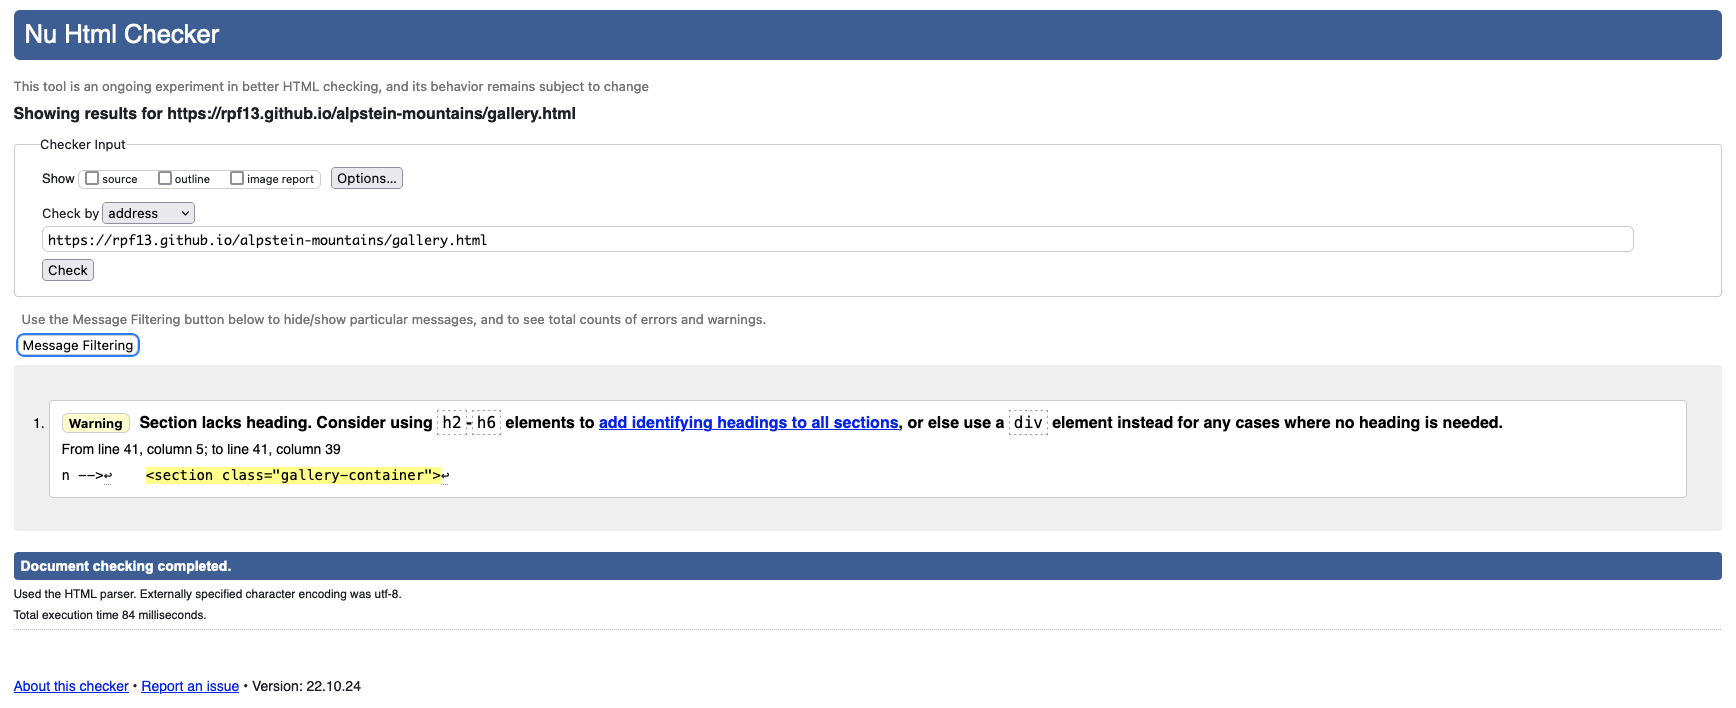 Nu Html Checker
This tool is an ongoing experiment in better HTML checking, and its behavior remains subject to change
Showing results for https://rpf13.github.io/alpstein-mountains/gallery.html
Checker Input
Show source outline image report Options...
Check by address
https://rpf13.github.io/alpstein-mountains/gallery.html
Check
Use the Message Filtering button below to hide/show particular messages, and to see total counts of errors and warnings.
Message Filtering
1. Warning Section lacks heading. Consider using h2-h6 elements to add identifying headings to all sections, or else use a div element instead for any cases where no heading is needed.
From line 41, column 5; to line 41, column 39
n -->↩    <section class="gallery-container">↩
Document checking completed.
Used the HTML parser. Externally specified character encoding was utf-8.
Total execution time 84 milliseconds.
About this checker • Report an issue • Version: 22.10.24